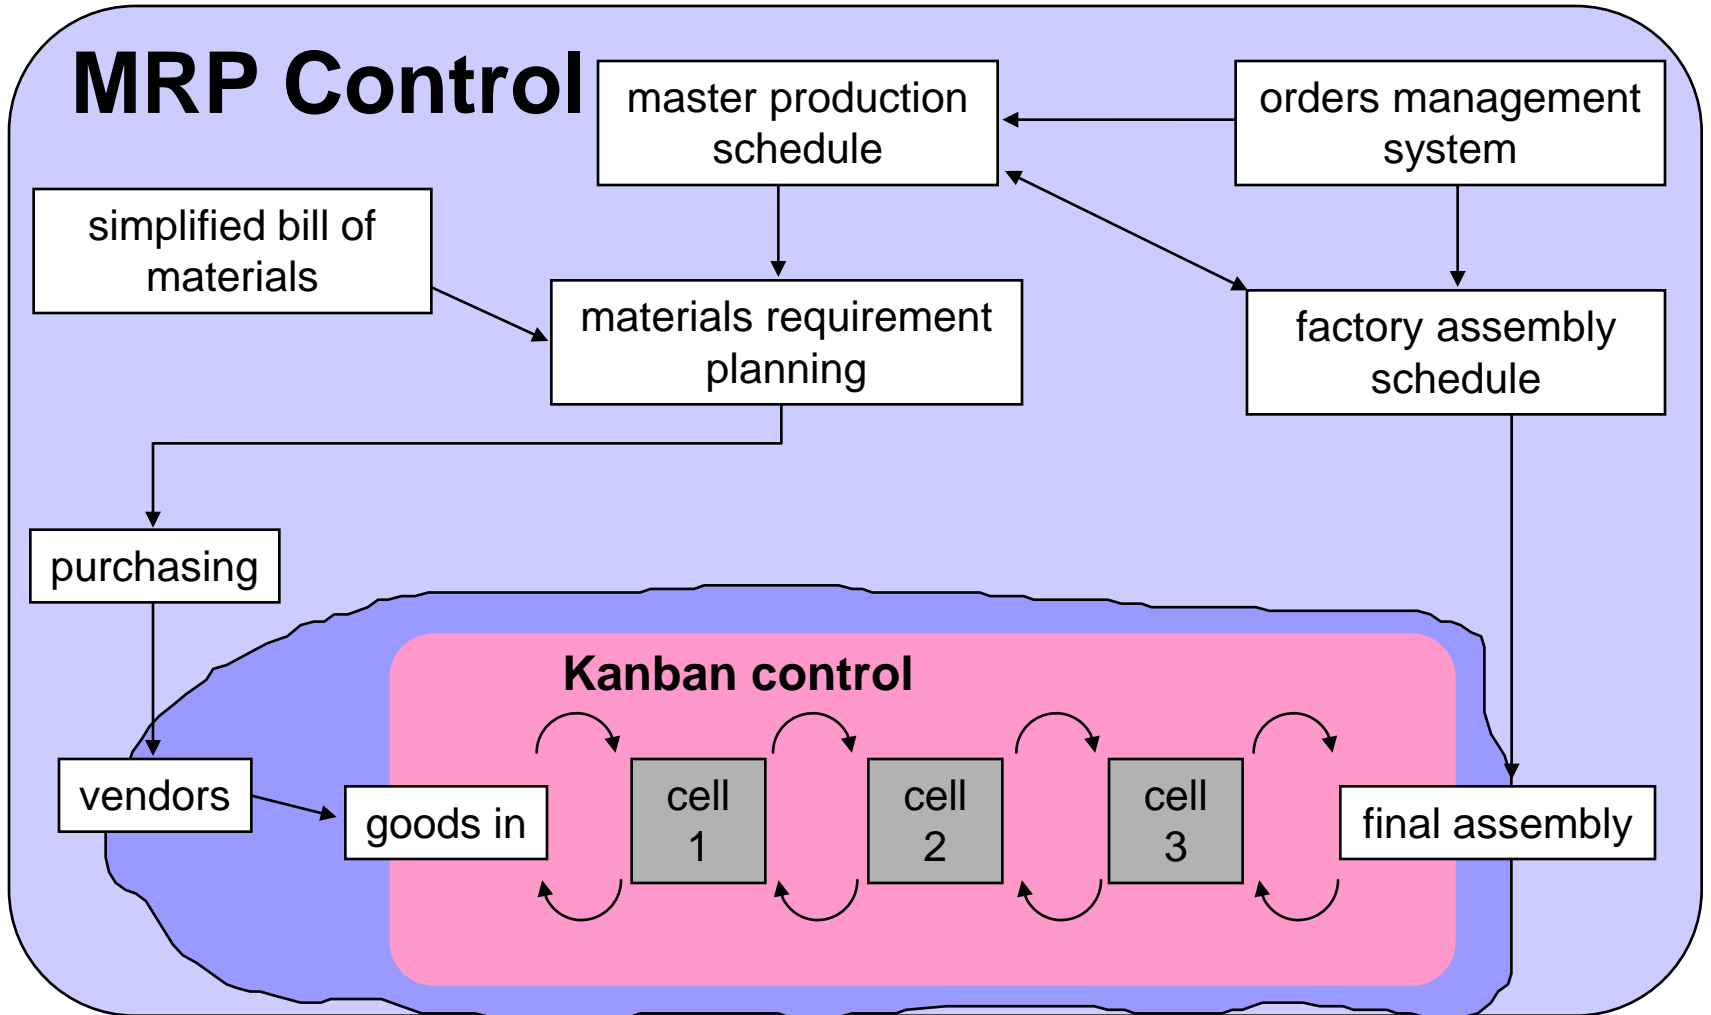 MRP Control
master production
schedule
orders management
system
simplified bill of
materials
materials requirement
planning
factory assembly
schedule
purchasing
Kanban control
vendors
goods in
cell
1
cell
2
cell
3
final assembly